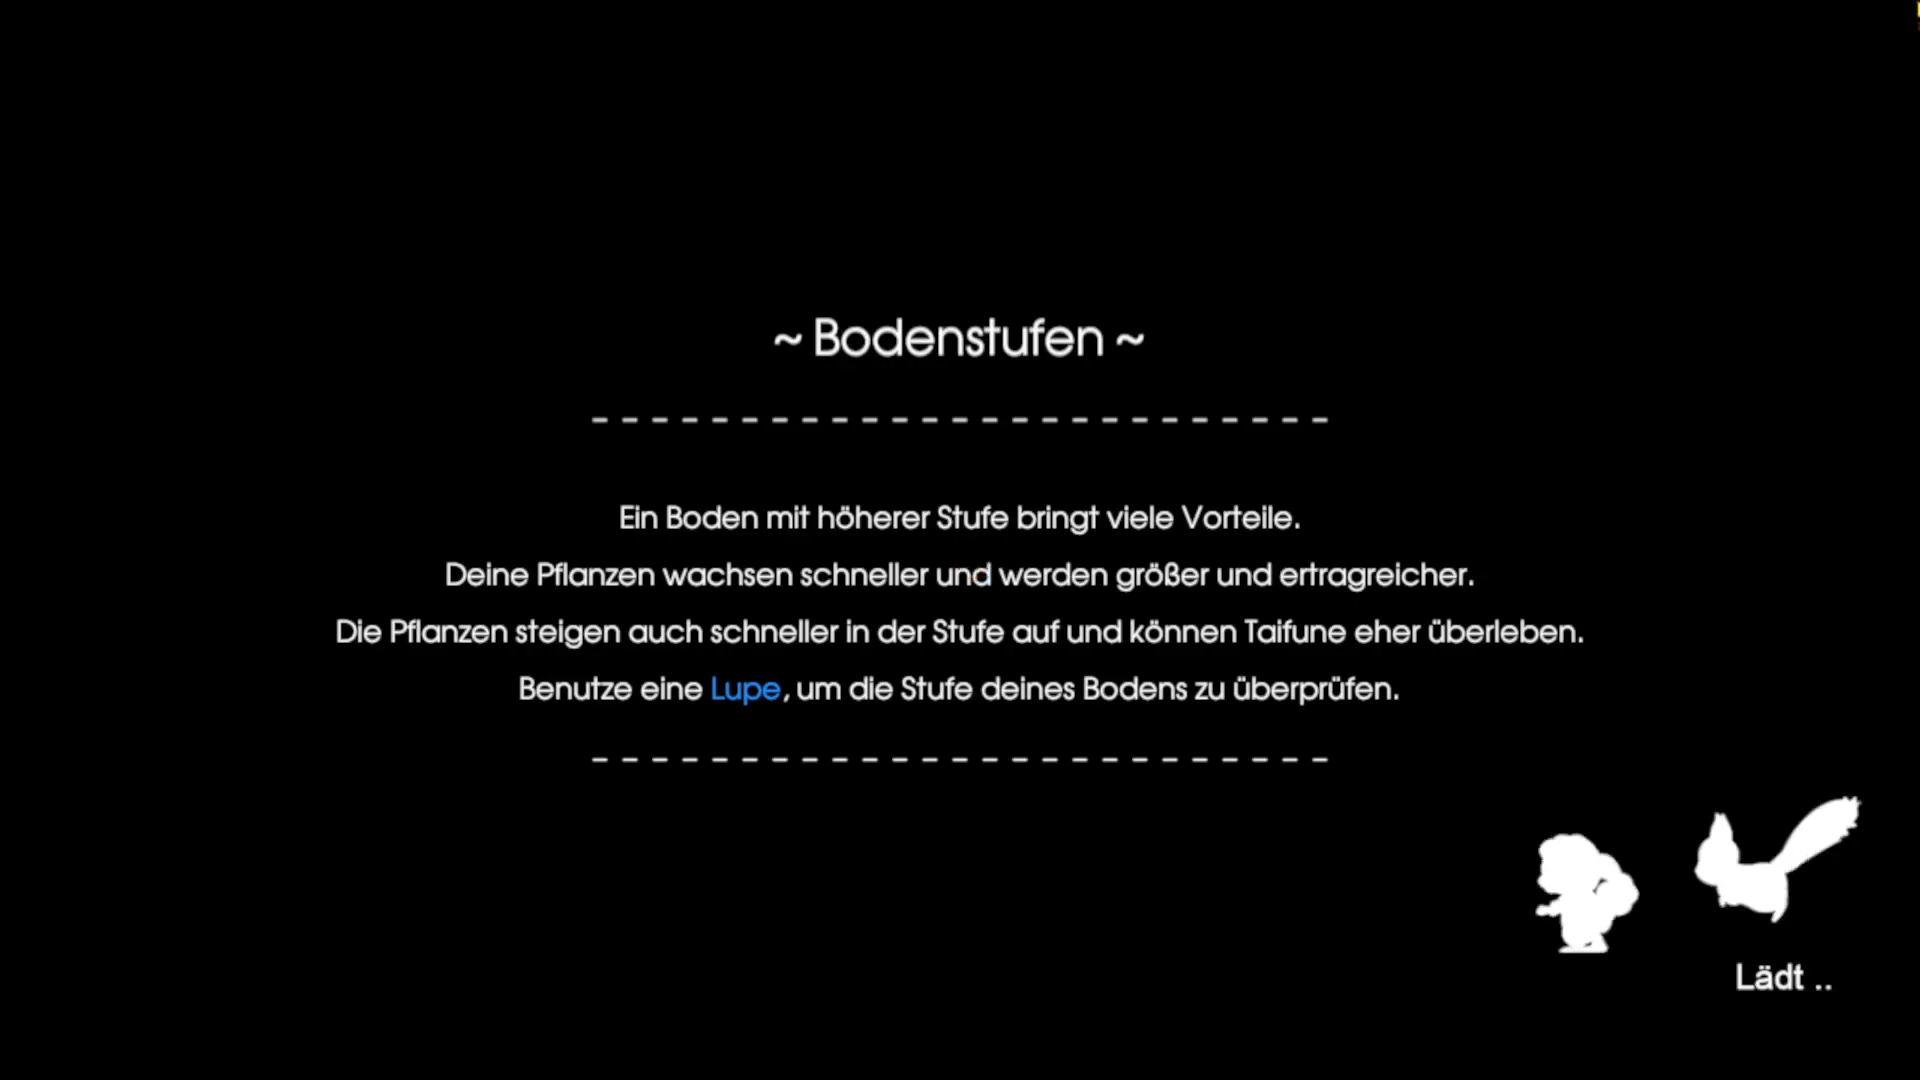 ~ Bodenstufen ~
- - - - - - - - - - - - - - - - - - - - - - - - -
Ein Boden mit höherer Stufe bringt viele Vorteile.
Deine Pflanzen wachsen schneller und werden größer und ertragreicher.
Die Pflanzen steigen auch schneller in der Stufe auf und können Taifune eher überleben.
Benutze eine Lupe, um die Stufe deines Bodens zu überprüfen.
- - - - - - - - - - - - - - - - - - - - - - - - -
Lädt ..